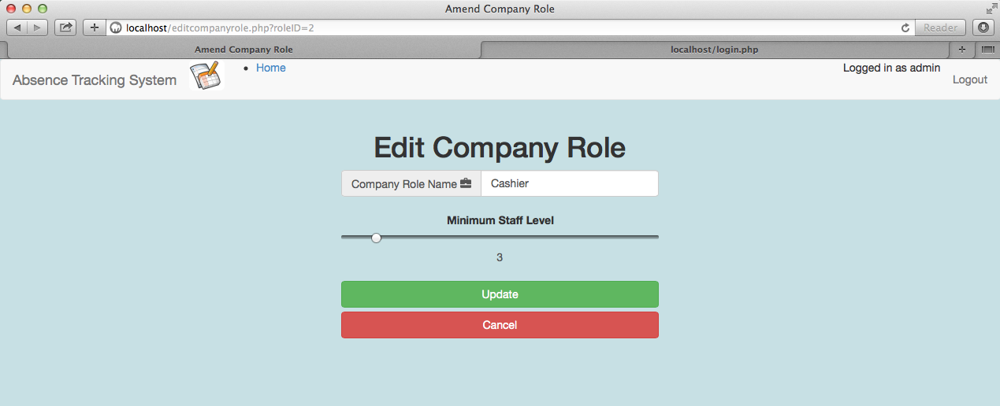 Amend Company Role
localhost/editcompanyrole.php?roleID=2
Reader
Amend Company Role
localhost/login.php
Absence Tracking System
Home
Logged in as admin
Logout
Edit Company Role
Company Role Name
Cashier
Minimum Staff Level
3
Update
Cancel